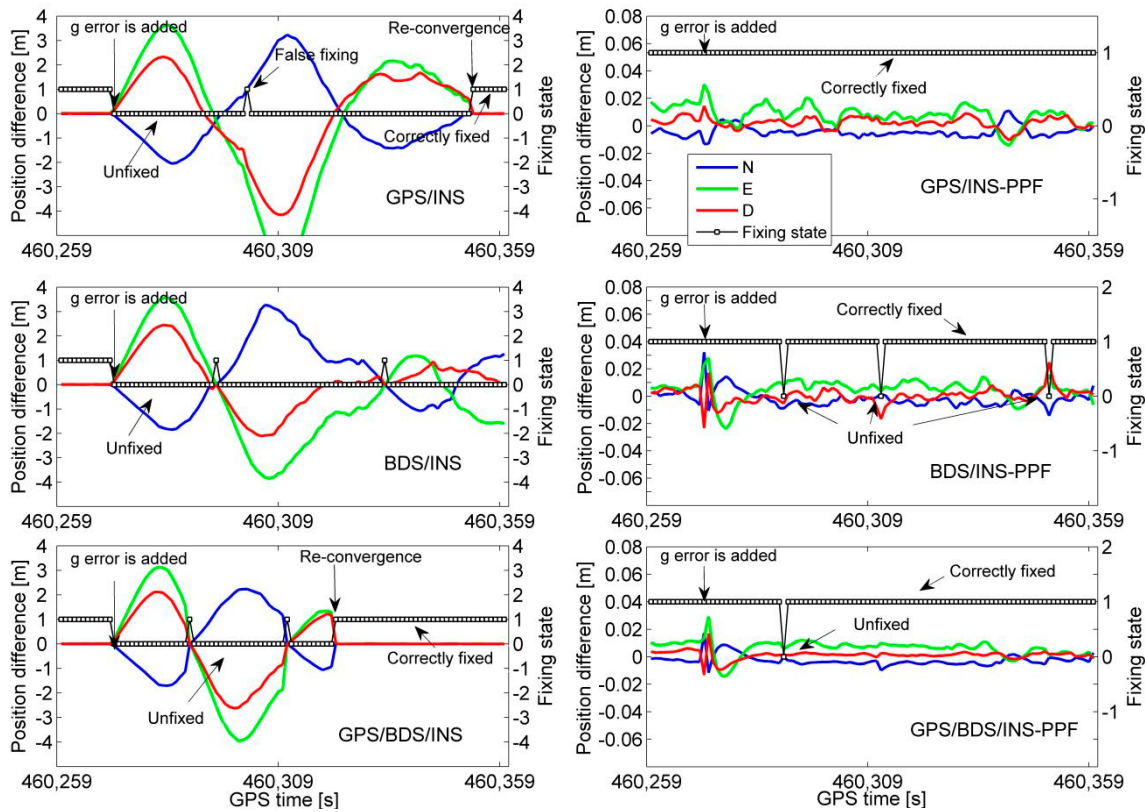 Position difference [m]
4
3
2
1
0
-1
-2
-3
-4
g error is added
False fixing
Re-convergence
Unfixed
Correctly fixed
GPS/INS
4
3
2
1
0
-1
-2
-3
-4
Fixing state
460,259
460,309
460,359
Position difference [m]
0.08
0.06
0.04
0.02
0
-0.02
-0.04
-0.06
g error is added
Correctly fixed
N
E
D
Fixing state
GPS/INS-PPF
1
0
-1
Fixing state
460,259
460,309
460,359
Position difference [m]
4
3
2
1
0
-1
-2
-3
-4
g error is added
Unfixed
BDS/INS
4
3
2
1
0
-1
-2
-3
-4
Fixing state
460,259
460,309
460,359
Position difference [m]
0.08
0.06
0.04
0.02
0
-0.02
-0.04
-0.06
g error is added
Correctly fixed
Unfixed
BDS/INS-PPF
2
1
0
-1
Fixing state
460,259
460,309
460,359
Position difference [m]
4
3
2
1
0
-1
-2
-3
-4
g error is added
Re-convergence
Correctly fixed
Unfixed
GPS/BDS/INS
4
3
2
1
0
-1
-2
-3
-4
Fixing state
460,259
460,309
460,359
GPS time [s]
Position difference [m]
0.08
0.06
0.04
0.02
0
-0.02
-0.04
-0.06
g error is added
Correctly fixed
Unfixed
GPS/BDS/INS-PPF
2
1
0
-1
Fixing state
460,259
460,309
460,359
GPS time [s]